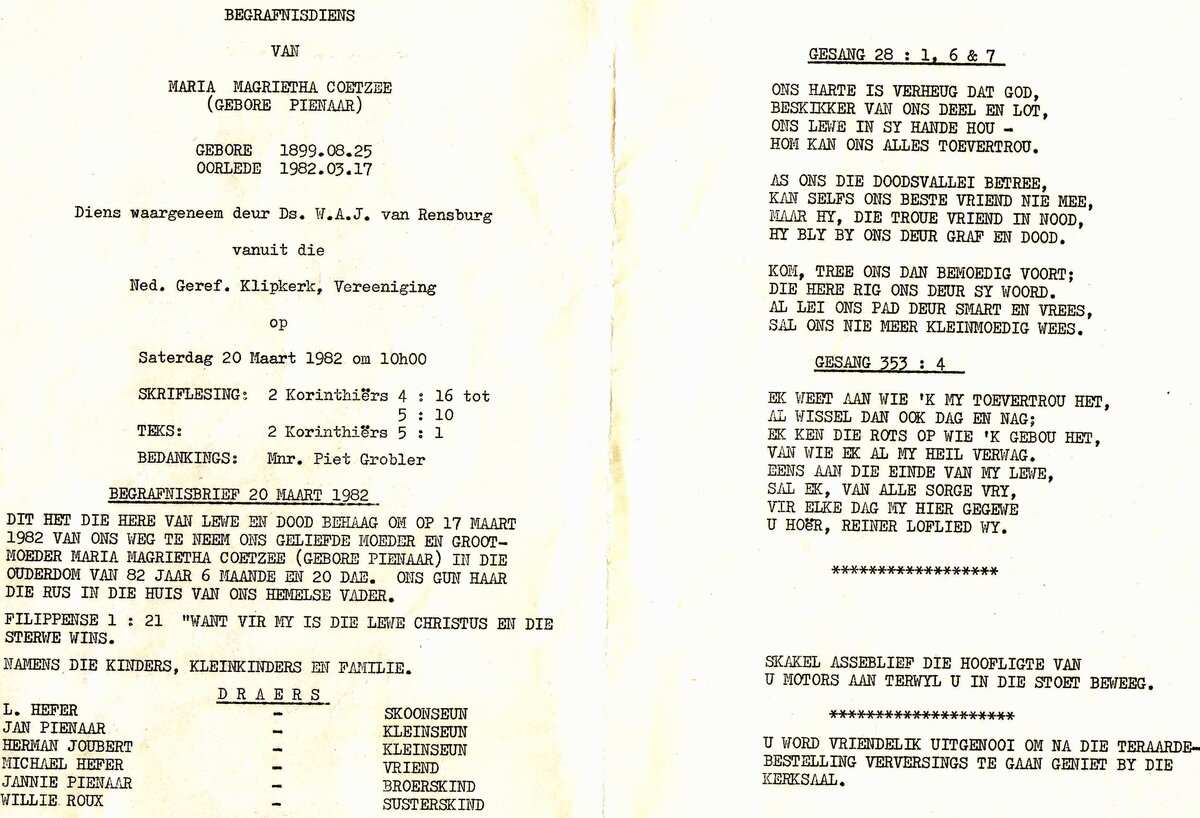 BEGRAFNISDIENS
VAN
MARIA MAGRIETHA COETZEE
(GEBORE PIENAAR)
GEBORE 1899.08.25
OORLEDE 1982.03.17
Diens waargeneem deur Ds. W.A.J. van Rensburg
vanuit die
Ned. Geref. Klipkerk, Vereeniging
op
Saterdag 20 Maart 1982 om 10h00
SKRIFLESING: 2 Korinthiërs 4 : 16 tot
5 : 10
TEKS: 2 Korinthiërs 5 : 1
BEDANKINGS: Mnr. Piet Grobler
BEGRAFNISBRIEF 20 MAART 1982
DIT HET DIE HERE VAN LEWE EN DOOD BEHAAG OM OP 17 MAART
1982 VAN ONS WEG TE NEEM ONS GELIEFDE MOEDER EN GROOT-
MOEDER MARIA MAGRIETHA COETZEE (GEBORE PIENAAR) IN DIE
OUDERDOM VAN 82 JAAR 6 MAANDE EN 20 DAE. ONS GUN HAAR
DIE RUS IN DIE HUIS VAN ONS HEMELSE VADER.
FILIPPENSE 1 : 21 "WANT VIR MY IS DIE LEWE CHRISTUS EN DIE
STERWE WINS.
NAMENS DIE KINDERS, KLEINKINDERS EN FAMILIE.
D R A E R S
L. HEFER - SKOONSEUN
JAN PIENAAR - KLEINSEUN
HERMAN JOUBERT - KLEINSEUN
MICHAEL HEFER - VRIEND
JANNIE PIENAAR - BROERSKIND
WILLIE ROUX - SUSTERSKIND
GESANG 28 : 1, 6 & 7
ONS HARTE IS VERHEUG DAT GOD,
BESKIKKER VAN ONS DEEL EN LOT,
ONS LEWE IN SY HANDE HOU -
HOM KAN ONS ALLES TOEVERTROU.
AS ONS DIE DOODSVALLEI BETREE,
KAN SELFS ONS BESTE VRIEND NIE MEE,
MAAR HY, DIE TROUE VRIEND IN NOOD,
HY BLY BY ONS DEUR GRAF EN DOOD.
KOM, TREE ONS DAN BEMOEDIG VOORT;
DIE HERE RIG ONS DEUR SY WOORD.
AL LEI ONS PAD DEUR SMART EN VREES,
SAL ONS NIE MEER KLEINMOEDIG WEES.
GESANG 353 : 4
EK WEET AAN WIE 'K MY TOEVERTROU HET,
AL WISSEL DAN OOK DAG EN NAG;
EK KEN DIE ROTS OP WIE 'K GEBOU HET,
VAN WIE EK AL MY HEIL VERWAG.
EENS AAN DIE EINDE VAN MY LEWE,
SAL EK, VAN ALLE SORGE VRY,
VIR ELKE DAG MY HIER GEGEWE
U HOëR, REINER LOFLIED WY.
******************
SKAKEL ASSEBLIEF DIE HOOFLIGTE VAN
U MOTORS AAN TERWYL U IN DIE STOET BEWEEG.
********************
U WORD VRIENDELIK UITGENOOI OM NA DIE TERAARDE-
BESTELLING VERVERSINGS TE GAAN GENIET BY DIE
KERKSAAL.